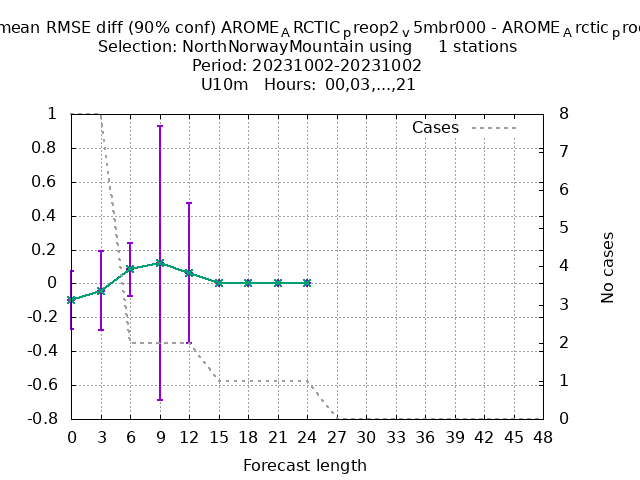 mean RMSE diff (90% conf) AROME_ARCTIC_preop2_v5mbr000 - AROME_Arctic_pro
Selection: NorthNorwayMountain using 1 stations
Period: 20231002-20231002
U10m Hours: 00,03,...,21
Cases
1
0.8
0.6
0.4
0.2
0
-0.2
-0.4
-0.6
-0.8
8
7
6
5
4
3
2
1
0
No cases
0 3 6 9 12 15 18 21 24 27 30 33 36 39 42 45 48
Forecast length